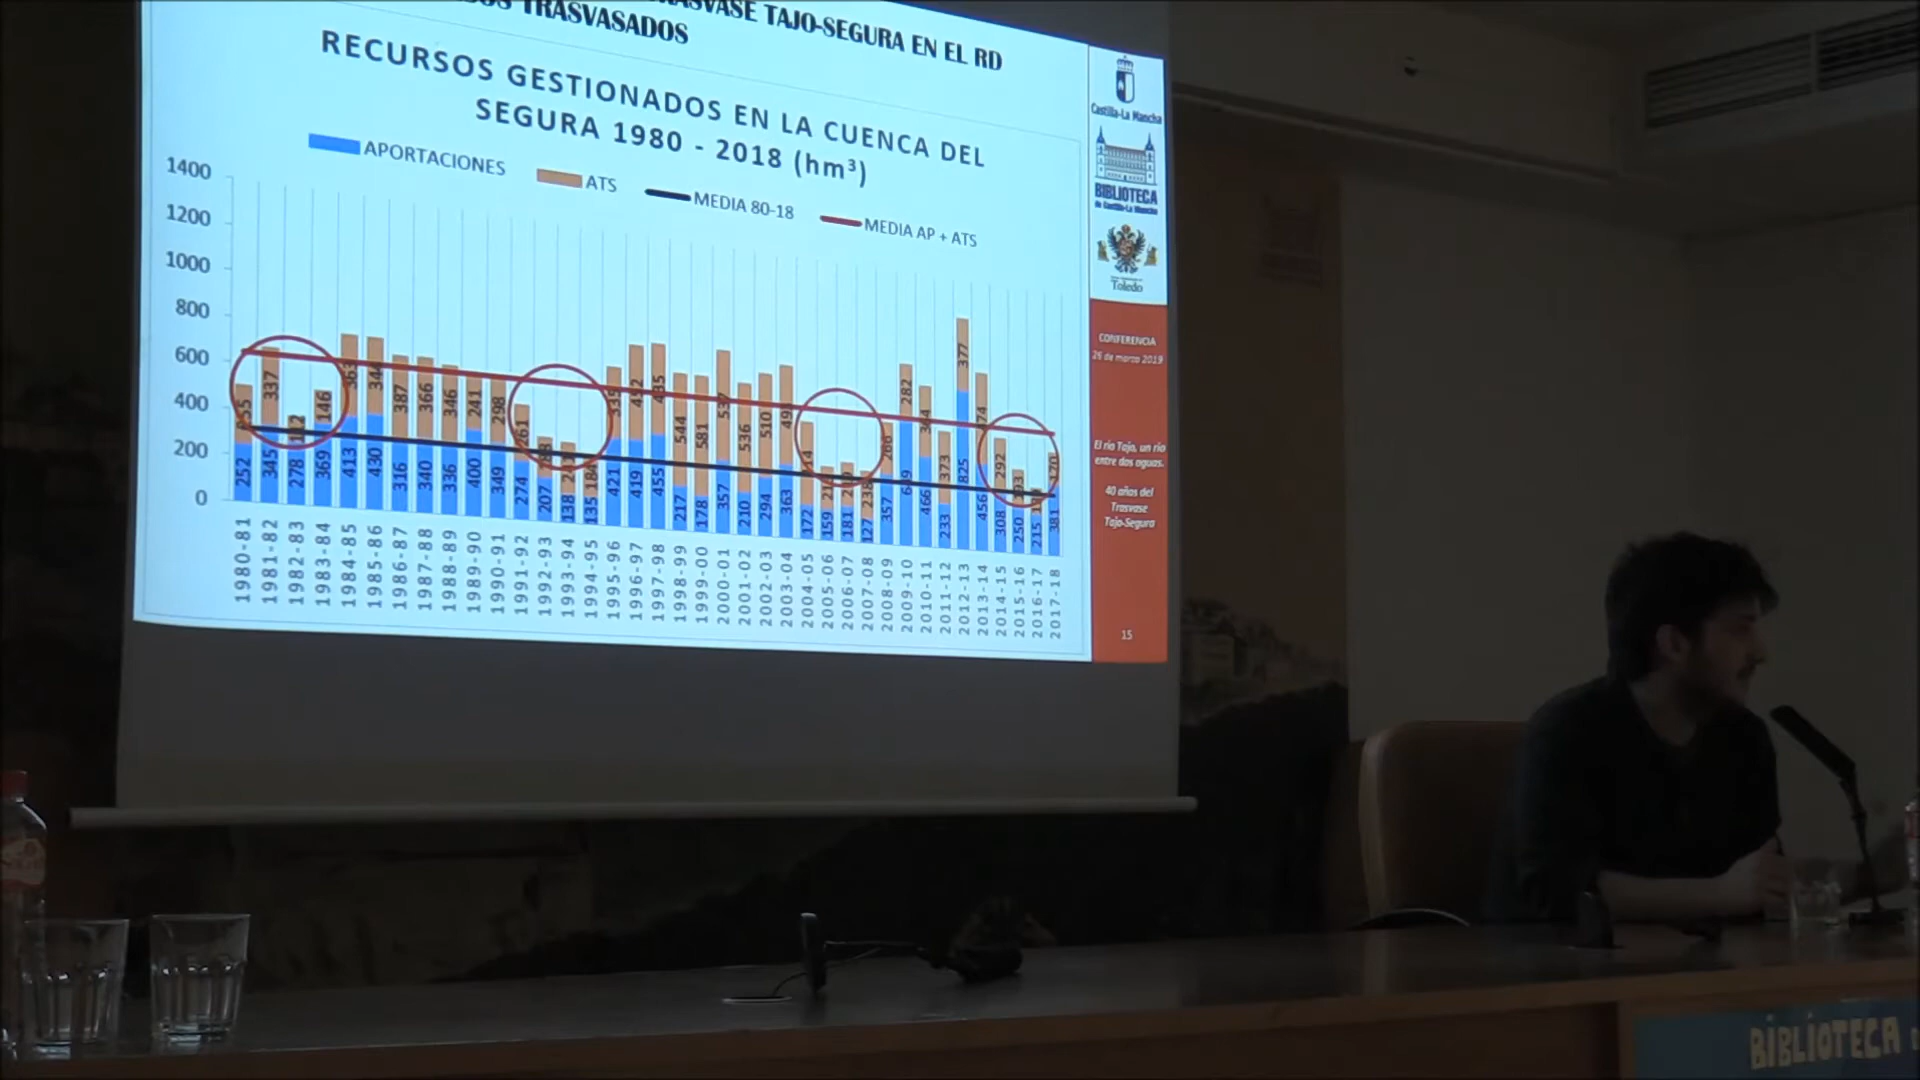 TRASVASE TAJO-SEGURA EN EL RD
TRASVASADOS
RECURSOS GESTIONADOS EN LA CUENCA DEL
SEGURA 1980 - 2018 (hm³)
APORTACIONES
ATS
MEDIA 80-18
MEDIA AP + ATS
1400
1200
1000
800
600
400
200
0
337 146 363 344 387 366 346 241 298 261 184 335 452 435 544 581 537 536 510 282 373 377 292 170
252 345 278 369 413 430 316 340 336 400 349 274 207 138 135 421 419 455 217 178 357 210 294 363 172 159 181 127 357 466 233 825 456 308 250 215 381
1980-81
1981-82
1982-83
1983-84
1984-85
1985-86
1986-87
1987-88
1988-89
1989-90
1990-91
1991-92
1992-93
1993-94
1994-95
1995-96
1996-97
1997-98
1998-99
1999-00
2000-01
2001-02
2002-03
2003-04
2004-05
2005-06
2006-07
2007-08
2008-09
2009-10
2010-11
2011-12
2012-13
2013-14
2014-15
2015-16
2016-17
2017-18
Castilla-La Mancha
BIBLIOTECA
de Castilla-La Mancha
Toledo
CONFERENCIA
26 de marzo 2019
El río Tajo, un río
entre dos aguas.
40 años del
Trasvase
Tajo-Segura
15
BIBLIOTECA